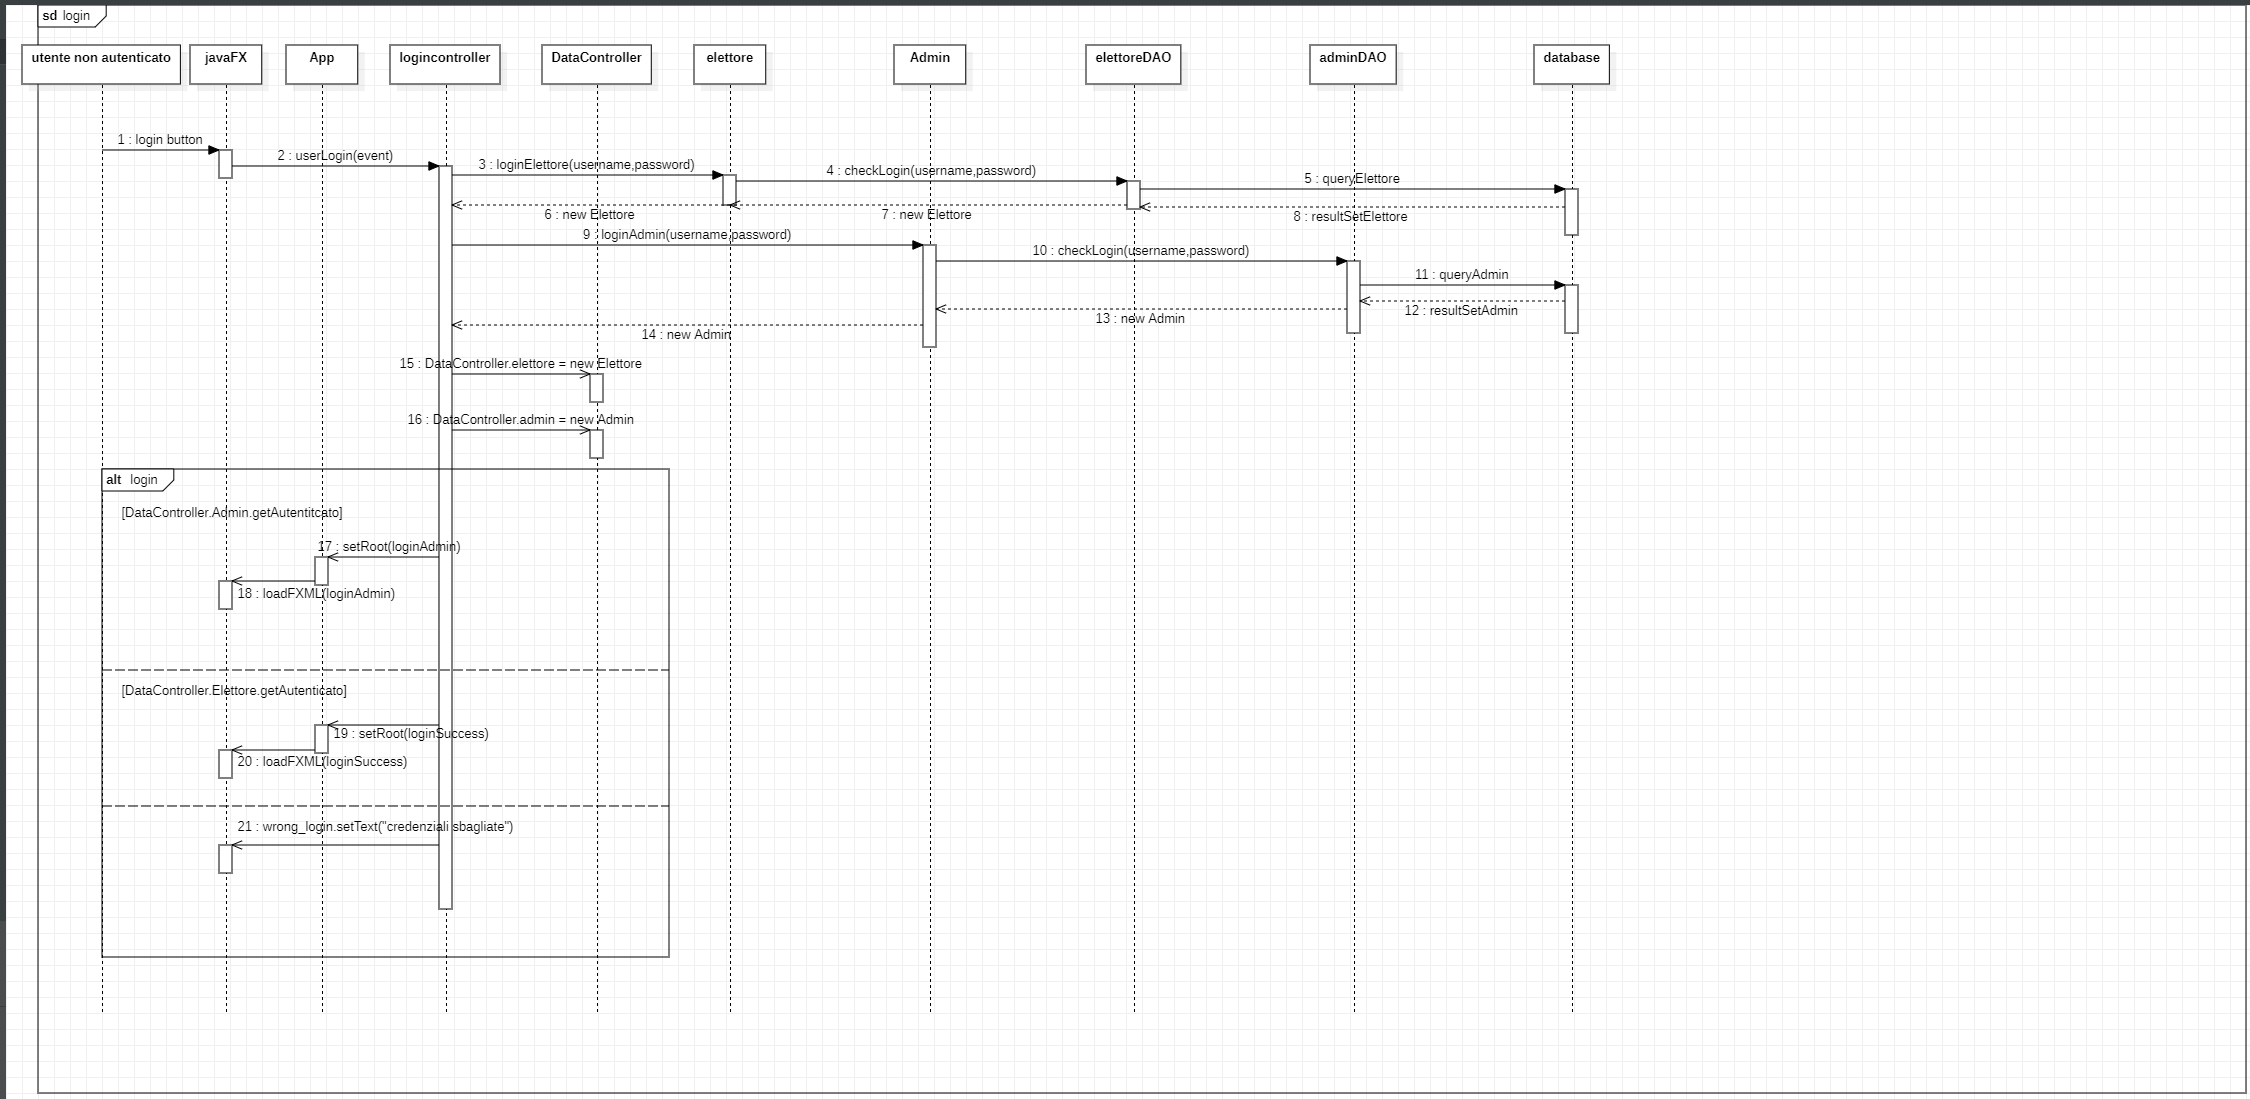 sd login
utente non autenticato
javaFX
App
logincontroller
DataController
elettore
Admin
elettoreDAO
adminDAO
database
1 : login button
2 : userLogin(event)
3 : loginElettore(username,password)
4 : checkLogin(username,password)
5 : queryElettore
6 : new Elettore
7 : new Elettore
8 : resultSetElettore
9 : loginAdmin(username,password)
10 : checkLogin(username,password)
11 : queryAdmin
12 : resultSetAdmin
13 : new Admin
14 : new Admin
15 : DataController.elettore = new Elettore
16 : DataController.admin = new Admin
alt login
[DataController.Admin.getAutentitcato]
17 : setRoot(loginAdmin)
18 : loadFXML(loginAdmin)
[DataController.Elettore.getAutenticato]
19 : setRoot(loginSuccess)
20 : loadFXML(loginSuccess)
21 : wrong_login.setText("credenziali sbagliate")